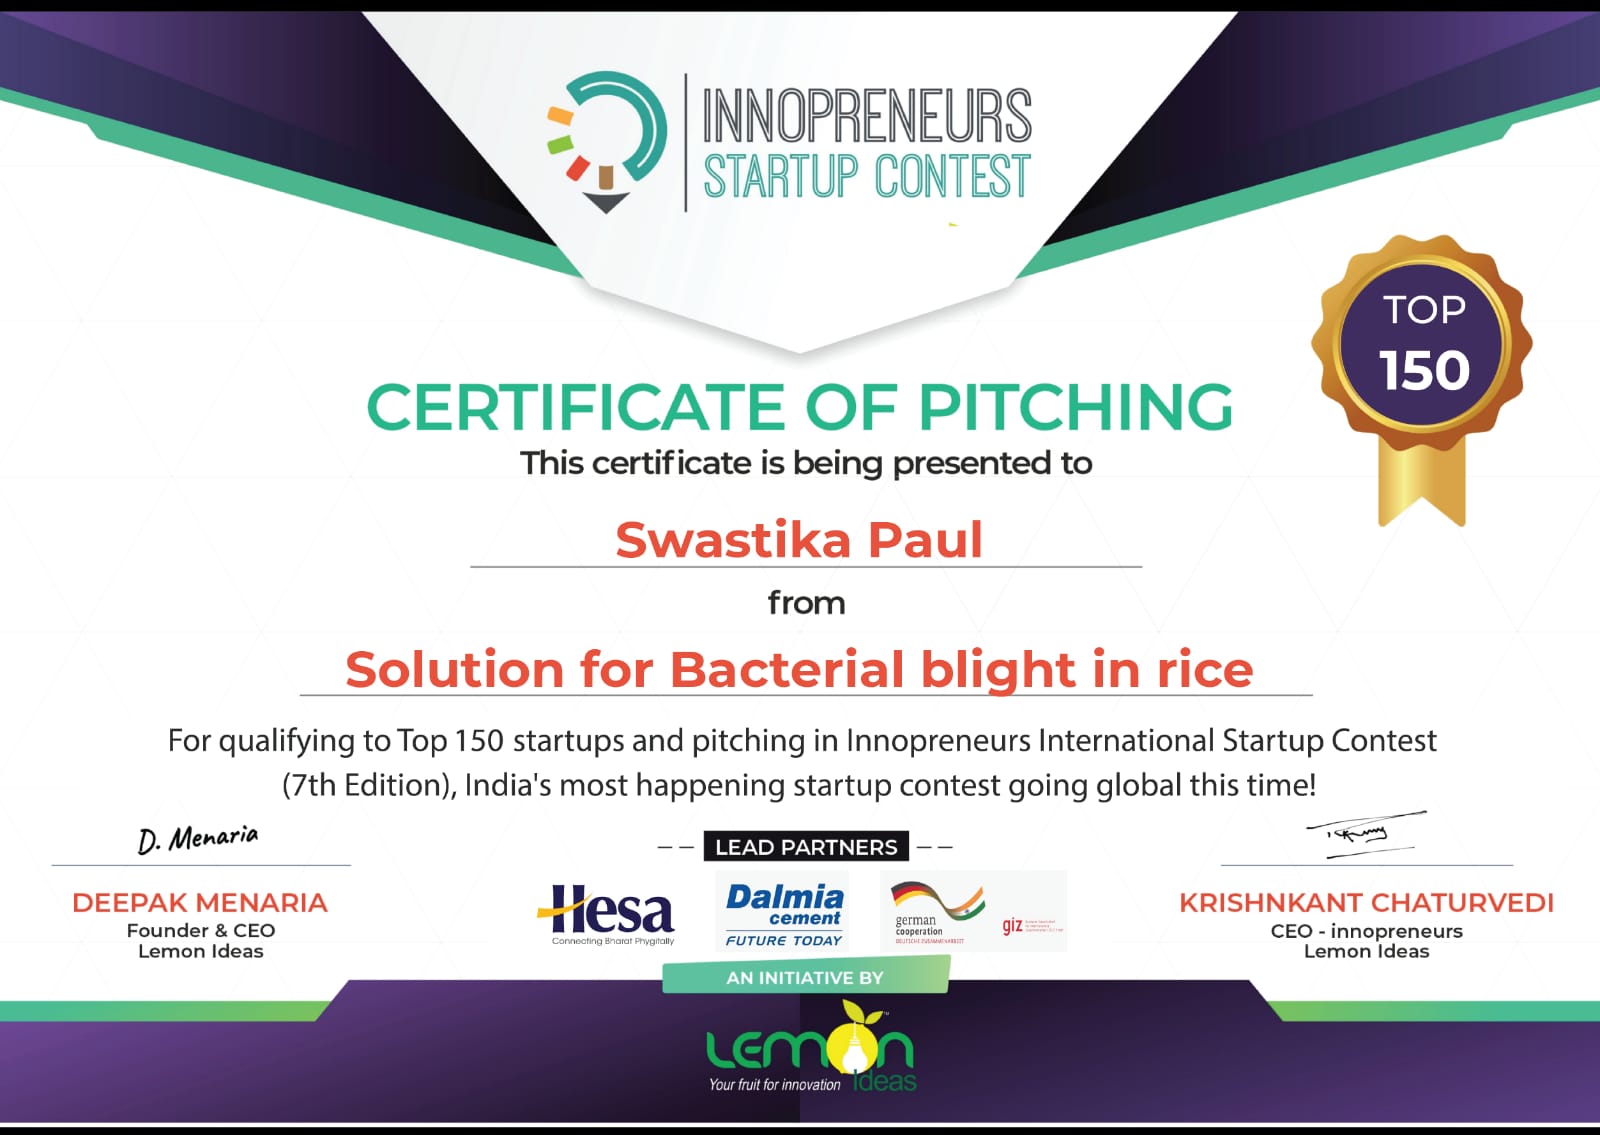 INNOPRENEURS
STARTUP CONTEST
TOP
150
CERTIFICATE OF PITCHING
This certificate is being presented to
Swastika Paul
from
Solution for Bacterial blight in rice
For qualifying to Top 150 startups and pitching in Innopreneurs International Startup Contest
(7th Edition), India's most happening startup contest going global this time!
D. Menaria
DEEPAK MENARIA
Founder & CEO
Lemon Ideas
LEAD PARTNERS
Hesa
Connecting Bharat Phygitally
Dalmia
cement
FUTURE TODAY
german
cooperation
DEUTSCHE ZUSAMMENARBEIT
giz
KRISHNKANT CHATURVEDI
CEO - innopreneurs
Lemon Ideas
AN INITIATIVE BY
LEMON
Ideas
Your fruit for innovation